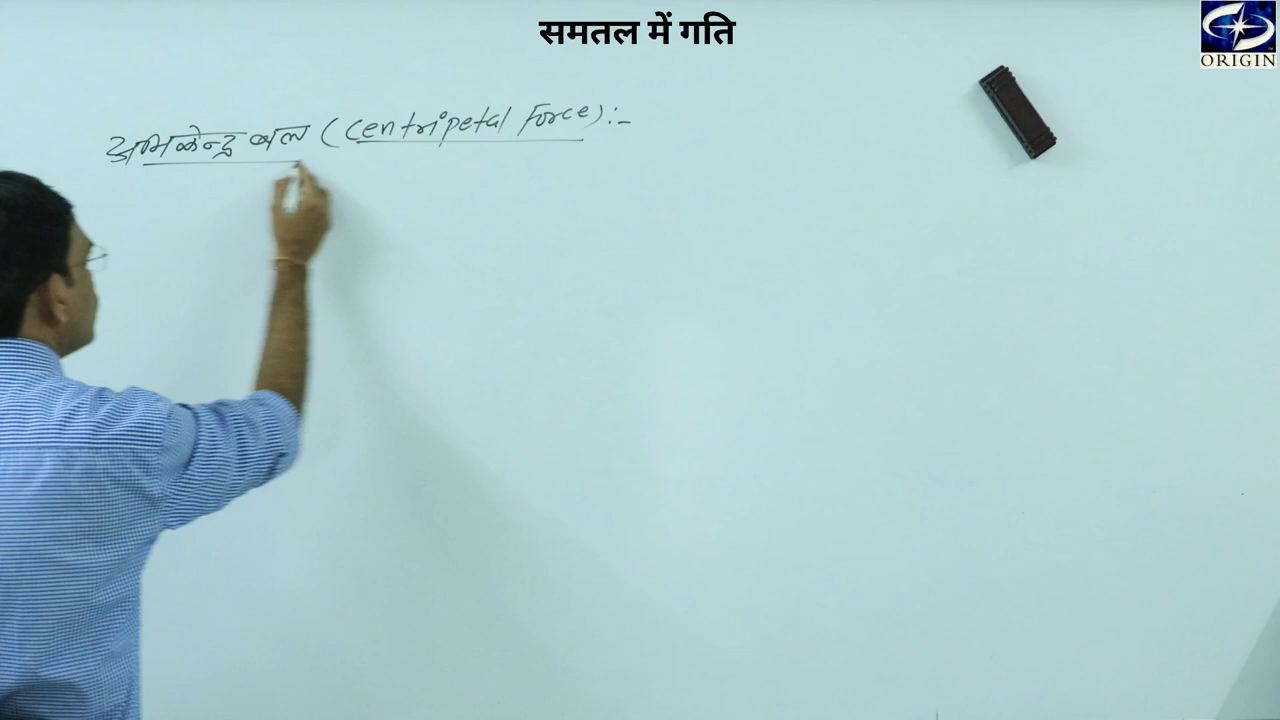 समतल में गति
ORIGIN
अभिकेन्द्र बल (Centripetal Force):-